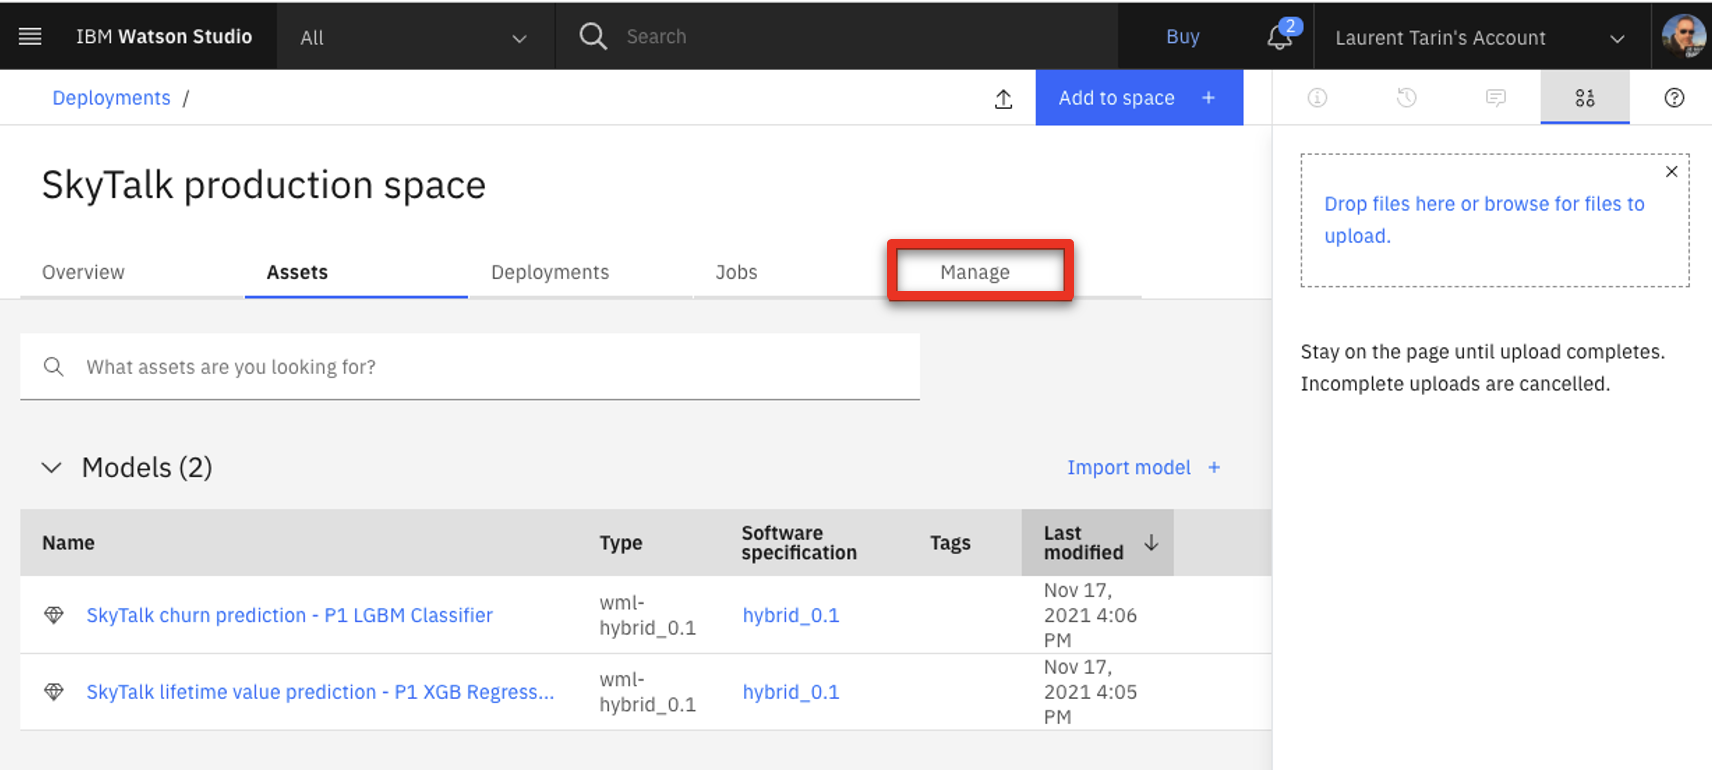 IBM Watson Studio
All
Search
Buy
2
Laurent Tarin's Account
Deployments /
Add to space +
SkyTalk production space
Overview
Assets
Deployments
Jobs
Manage
What assets are you looking for?
Models (2)
Import model +
Name
Type
Software
specification
Tags
Last
modified
SkyTalk churn prediction - P1 LGBM Classifier
wml-
hybrid_0.1
hybrid_0.1
Nov 17,
2021 4:06
PM
SkyTalk lifetime value prediction - P1 XGB Regress...
wml-
hybrid_0.1
hybrid_0.1
Nov 17,
2021 4:05
PM
Drop files here or browse for files to
upload.
Stay on the page until upload completes.
Incomplete uploads are cancelled.